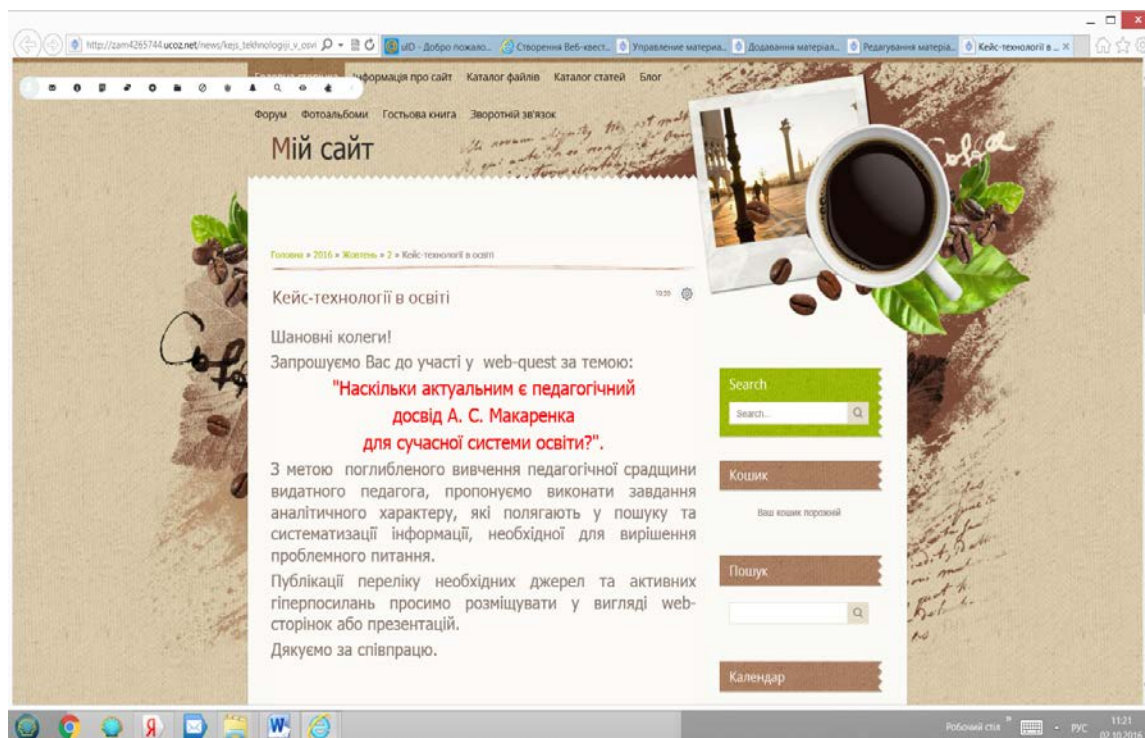 http://zam4265744.ucoz.net/news/kejs_tekhnologiji_v_osvi
uID - Добро пожало...
Створення Веб-квест...
Управление материа...
Додавання матеріал...
Редагування матеріа...
Кейс-технології в ...
Головна сторінка Інформація про сайт Каталог файлів Каталог статей Блог
Форум Фотоальбоми Гостьова книга Зворотній зв'язок
Мій сайт
Головна » 2016 » Жовтень » 2 » Кейс-технології в освіті
Кейс-технології в освіті
Шановні колеги!
Запрошуємо Вас до участі у web-quest за темою:
"Наскільки актуальним є педагогічний
досвід А. С. Макаренка
для сучасної системи освіти?".
З метою поглибленого вивчення педагогічної срадщини
видатного педагога, пропонуємо виконати завдання
аналітичного характеру, які полягають у пошуку та
систематизації інформації, необхідної для вирішення
проблемного питання.
Публікації переліку необхідних джерел та активних
гіперпосилань просимо розміщувати у вигляді web-
сторінок або презентацій.
Дякуємо за співпрацю.
Search
Search...
Кошик
Ваш кошик порожній
Пошук
Календар
Робочий стіл
РУС
11:21
02.10.2016